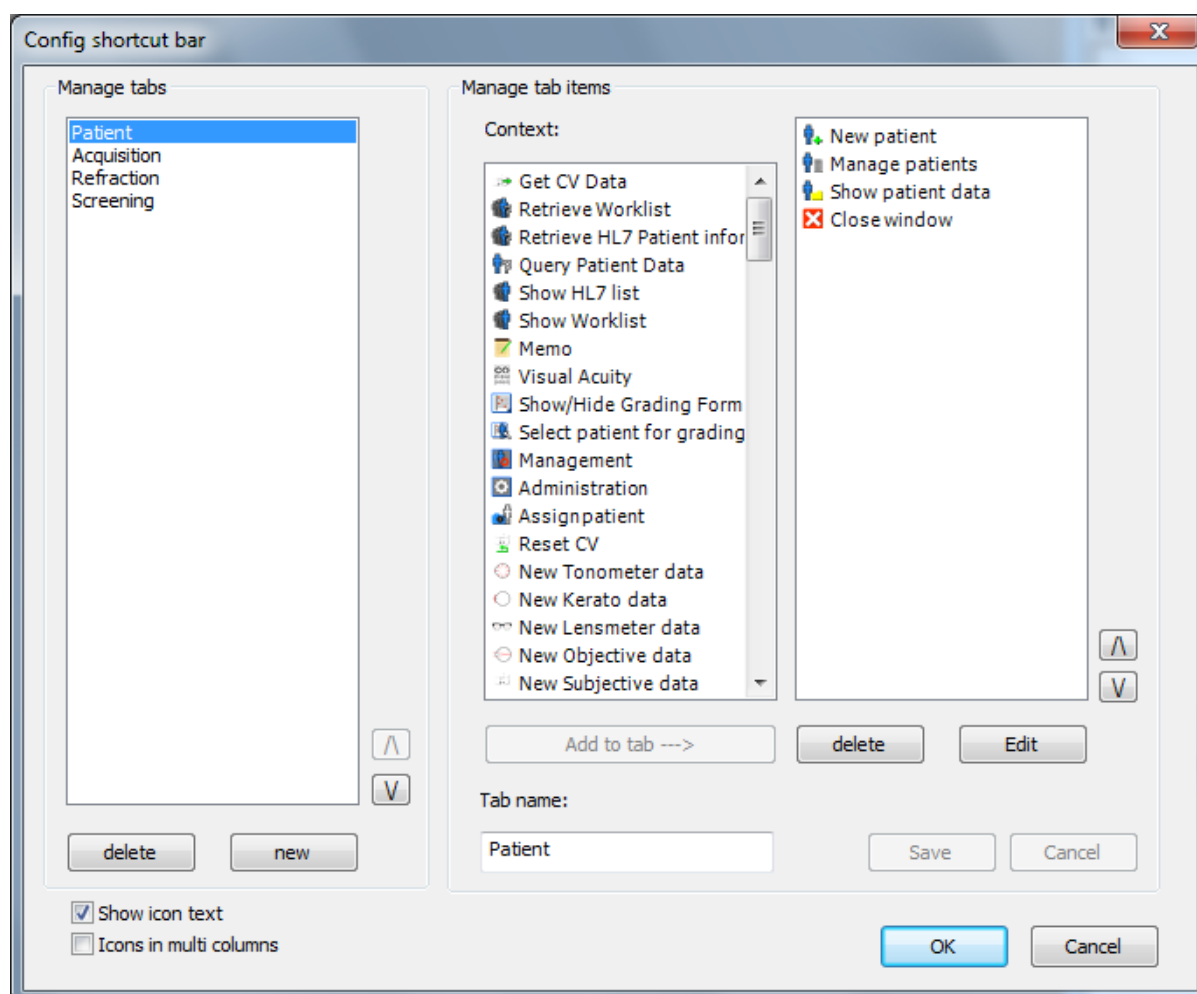 Config shortcut bar
Manage tabs
Patient
Acquisition
Refraction
Screening
/\
V
delete
new
Manage tab items
Context:
Get CV Data
Retrieve Worklist
Retrieve HL7 Patient infor
Query Patient Data
Show HL7 list
Show Worklist
Memo
Visual Acuity
Show/Hide Grading Form
Select patient for grading
Management
Administration
Assign patient
Reset CV
New Tonometer data
New Kerato data
New Lensmeter data
New Objective data
New Subjective data
New patient
Manage patients
Show patient data
Close window
/\
V
Add to tab --->
delete
Edit
Tab name:
Patient
Save
Cancel
Show icon text
Icons in multi columns
OK
Cancel